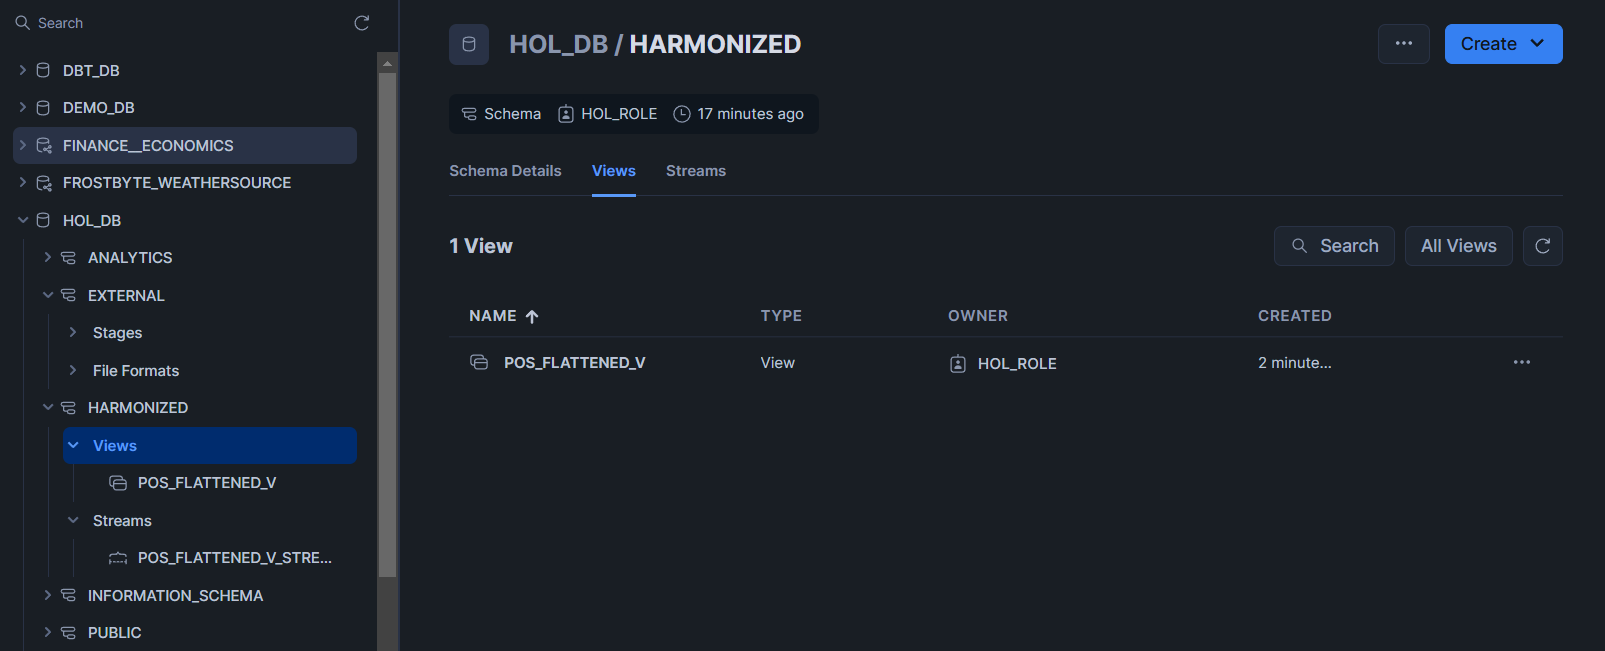 Search
DBT_DB
DEMO_DB
FINANCE__ECONOMICS
FROSTBYTE_WEATHERSOURCE
HOL_DB
ANALYTICS
EXTERNAL
Stages
File Formats
HARMONIZED
Views
POS_FLATTENED_V
Streams
POS_FLATTENED_V_STRE...
INFORMATION_SCHEMA
PUBLIC
HOL_DB / HARMONIZED
Create
Schema HOL_ROLE 17 minutes ago
Schema Details Views Streams
1 View
Search All Views
NAME TYPE OWNER CREATED
POS_FLATTENED_V View HOL_ROLE 2 minute...